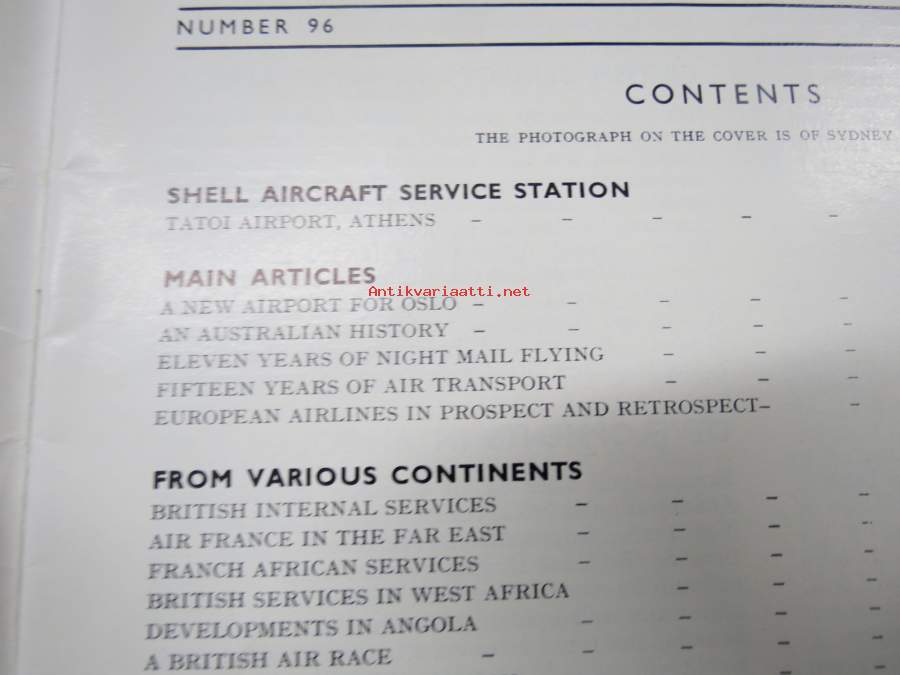 NUMBER 96
CONTENTS
THE PHOTOGRAPH ON THE COVER IS OF SYDNEY
SHELL AIRCRAFT SERVICE STATION
TATOI AIRPORT, ATHENS - - - - -
MAIN ARTICLES
Antikvariaatti.net
A NEW AIRPORT FOR OSLO - - - - -
AN AUSTRALIAN HISTORY - - - - -
ELEVEN YEARS OF NIGHT MAIL FLYING - - -
FIFTEEN YEARS OF AIR TRANSPORT - - -
EUROPEAN AIRLINES IN PROSPECT AND RETROSPECT- -
FROM VARIOUS CONTINENTS
BRITISH INTERNAL SERVICES - - - -
AIR FRANCE IN THE FAR EAST - - - -
FRANCH AFRICAN SERVICES - - - -
BRITISH SERVICES IN WEST AFRICA - - -
DEVELOPMENTS IN ANGOLA - - - -
A BRITISH AIR RACE - - - - -